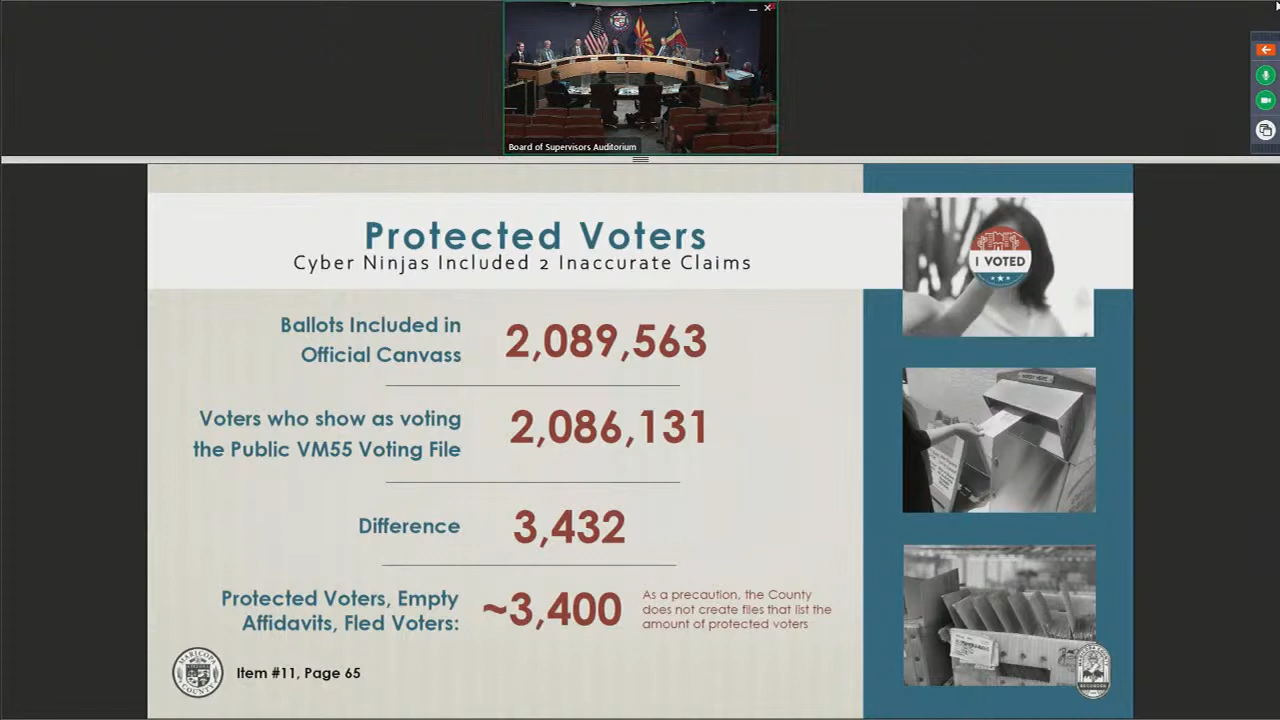 Board of Supervisors Auditorium
Protected Voters
Cyber Ninjas Included 2 Inaccurate Claims
I VOTED
Ballots Included in
Official Canvass
2,089,563
Voters who show as voting
the Public VM55 Voting File
2,086,131
Difference
3,432
Protected Voters, Empty
Affidavits, Fled Voters:
~3,400
As a precaution, the County
does not create files that list the
amount of protected voters
MARICOPA
COUNTY
Item #11, Page 65
RECORDER